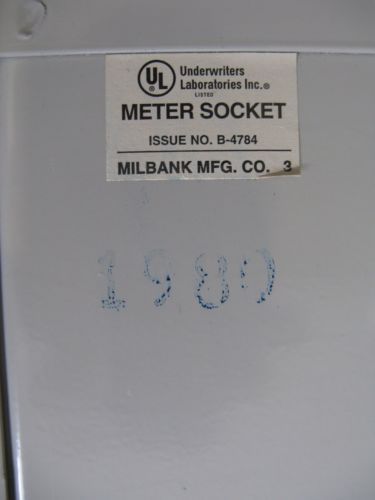 UL
Underwriters
Laboratories Inc.®
LISTED
METER SOCKET
ISSUE NO. B-4784
MILBANK MFG. CO. 3
1980